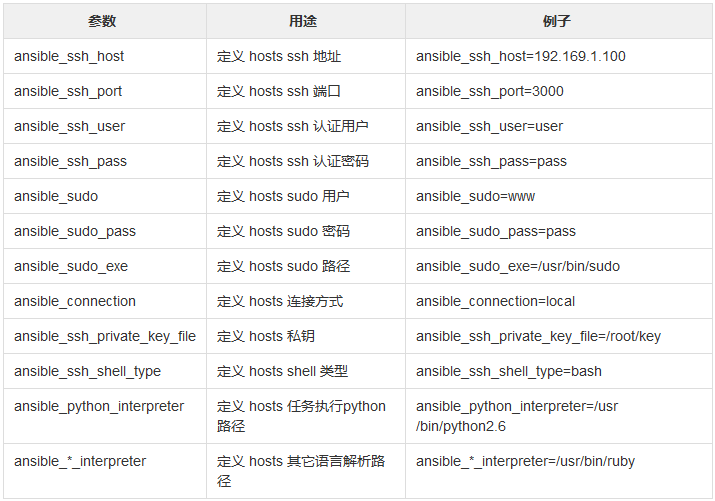 参数 用途 例子
ansible_ssh_host 定义 hosts ssh 地址 ansible_ssh_host=192.169.1.100
ansible_ssh_port 定义 hosts ssh 端口 ansible_ssh_port=3000
ansible_ssh_user 定义 hosts ssh 认证用户 ansible_ssh_user=user
ansible_ssh_pass 定义 hosts ssh 认证密码 ansible_ssh_pass=pass
ansible_sudo 定义 hosts sudo 用户 ansible_sudo=www
ansible_sudo_pass 定义 hosts sudo 密码 ansible_sudo_pass=pass
ansible_sudo_exe 定义 hosts sudo 路径 ansible_sudo_exe=/usr/bin/sudo
ansible_connection 定义 hosts 连接方式 ansible_connection=local
ansible_ssh_private_key_file 定义 hosts 私钥 ansible_ssh_private_key_file=/root/key
ansible_ssh_shell_type 定义 hosts shell 类型 ansible_ssh_shell_type=bash
ansible_python_interpreter 定义 hosts 任务执行python ansible_python_interpreter=/usr
路径 /bin/python2.6
ansible_*_interpreter 定义 hosts 其它语言解析路 ansible_*_interpreter=/usr/bin/ruby
径